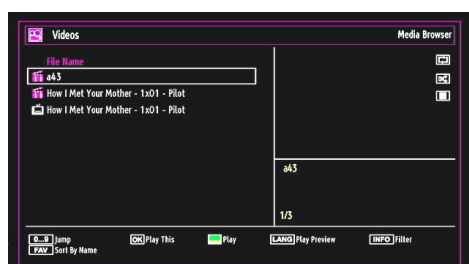 Videos Media Browser
File Name
a43
How I Met Your Mother - 1x01 - Pilot
How I Met Your Mother - 1x01 - Pilot
a43
1/3
0...9 Jump OK Play This Play LANG Play Preview INFO Filter
FAV Sort By Name